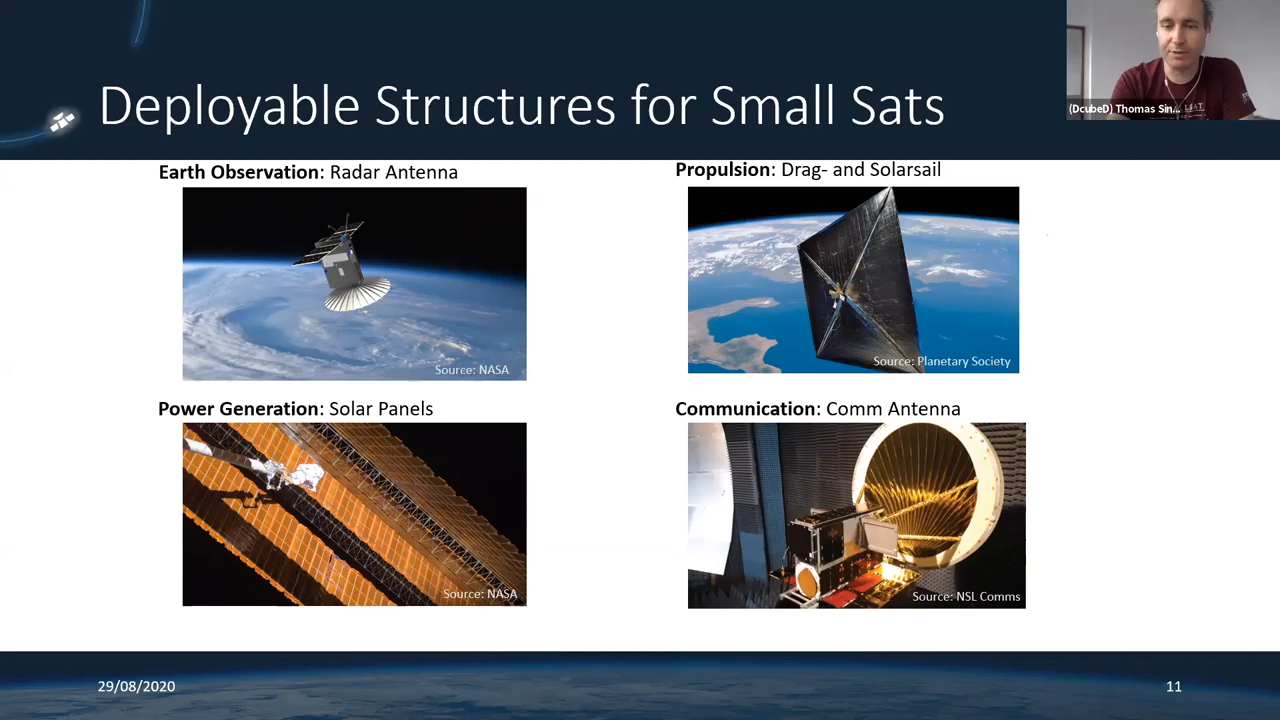 Deployable Structures for Small Sats
(DcubeD) Thomas Sin...
Earth Observation: Radar Antenna
Source: NASA
Propulsion: Drag- and Solarsail
Source: Planetary Society
Power Generation: Solar Panels
Source: NASA
Communication: Comm Antenna
Source: NSL Comms
29/08/2020
11